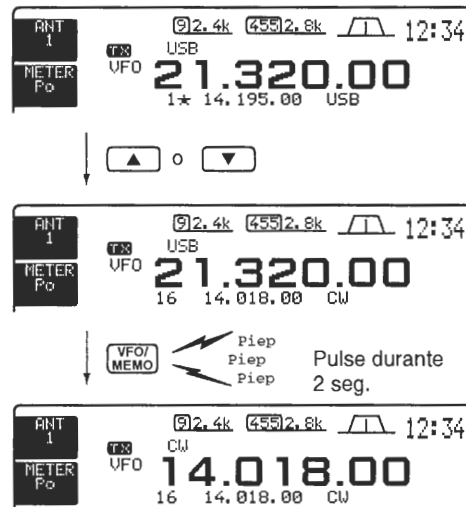 ANT 1 [9]2.4k [455]2.8k 1 12:34
TX USB
METER Po VFO 21.320.00
1★ 14.195.00 USB
▲ o ▼
ANT 1 [9]2.4k [455]2.8k 1 12:34
TX USB
METER Po VFO 21.320.00
16 14.018.00 CW
VFO/
MEMO
Piep
Piep
Piep
Pulse durante
2 seg.
ANT 1 [9]2.4k [455]2.8k 1 12:34
TX CW
METER Po VFO 14.018.00
16 14.018.00 CW